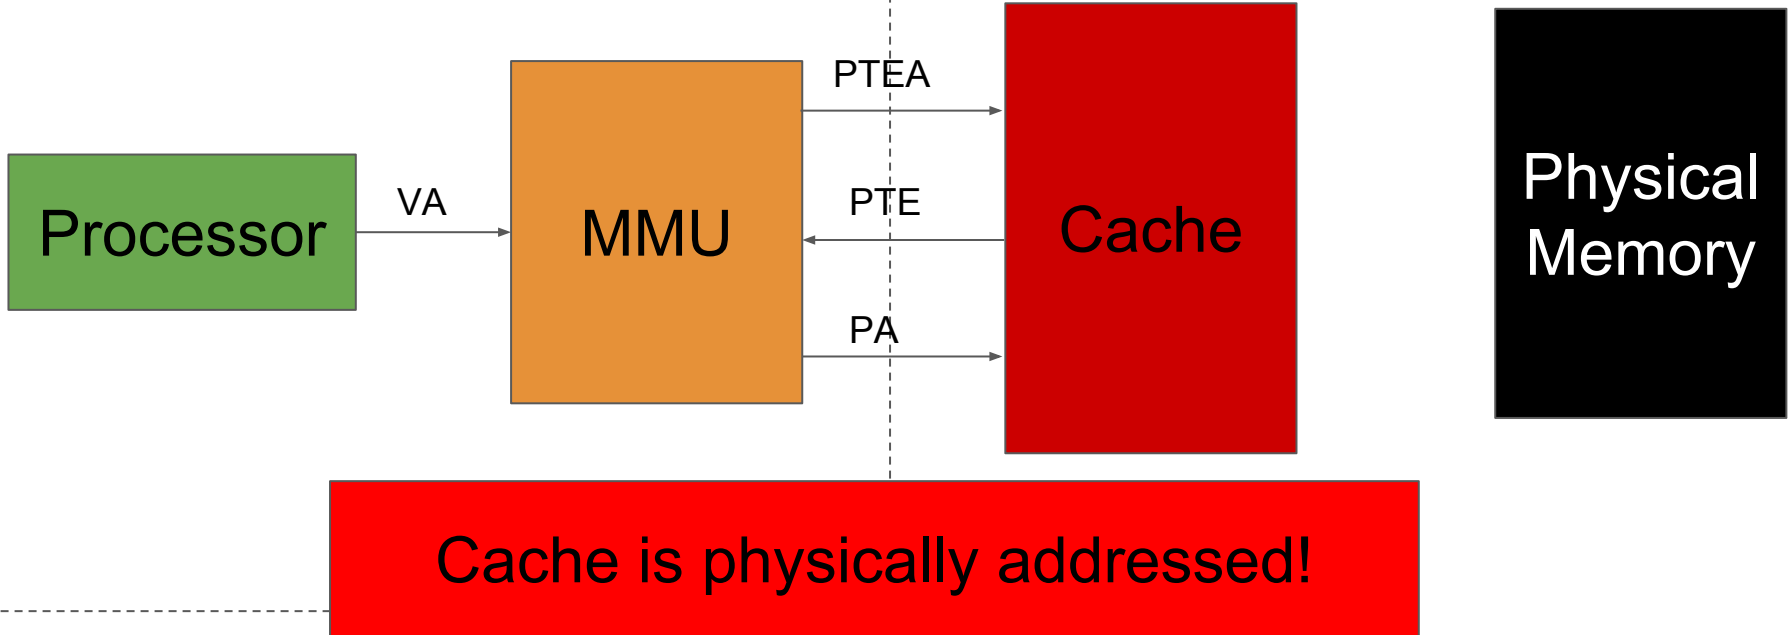 Processor
VA
MMU
PTEA
PTE
PA
Cache
Physical
Memory
Cache is physically addressed!